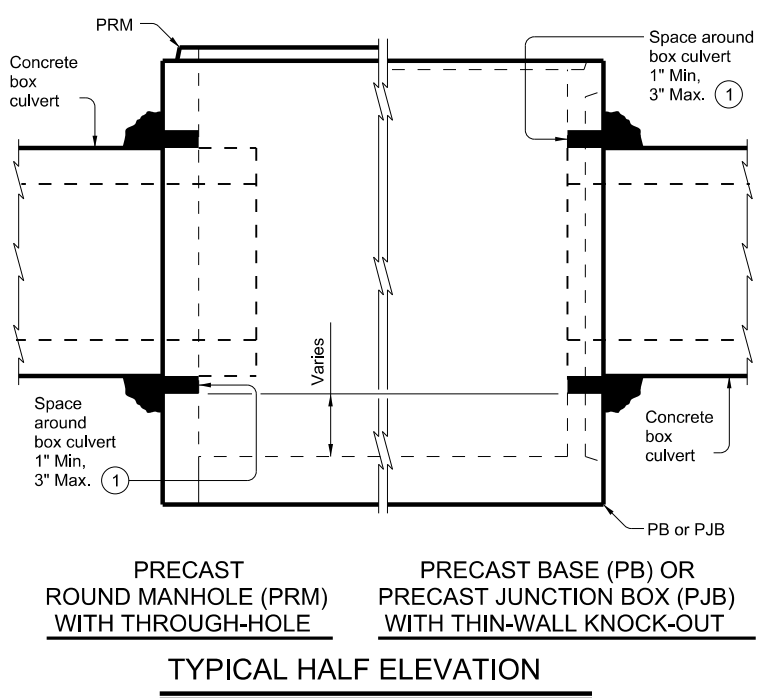 PRM
Concrete
box
culvert
Space around
box culvert
1" Min,
3" Max. 1
Varies
Space
around
box culvert
1" Min,
3" Max. 1
Concrete
box
culvert
PB or PJB
PRECAST
ROUND MANHOLE (PRM)
WITH THROUGH-HOLE
PRECAST BASE (PB) OR
PRECAST JUNCTION BOX (PJB)
WITH THIN-WALL KNOCK-OUT
TYPICAL HALF ELEVATION